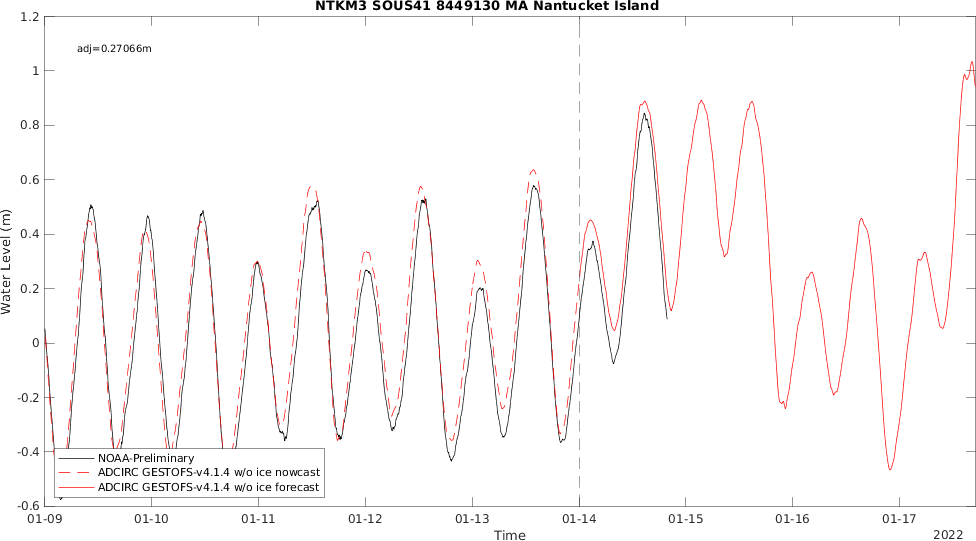 NTKM3 SOUS41 8449130 MA Nantucket Island
adj=0.27066m
1.2
1
0.8
0.6
0.4
0.2
0
-0.2
-0.4
-0.6
Water Level (m)
NOAA-Preliminary
ADCIRC GESTOFS-v4.1.4 w/o ice nowcast
ADCIRC GESTOFS-v4.1.4 w/o ice forecast
01-09 01-10 01-11 01-12 01-13 01-14 01-15 01-16 01-17
Time
2022